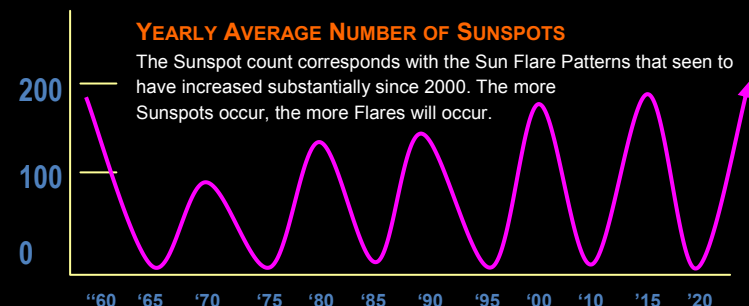 YEARLY AVERAGE NUMBER OF SUNSPOTS
The Sunspot count corresponds with the Sun Flare Patterns that seen to
have increased substantially since 2000. The more
Sunspots occur, the more Flares will occur.
200
100
0
“60 ‘65 ‘70 ‘75 ‘80 ‘85 ‘90 ‘95 ‘00 ‘10 ‘15 ‘20